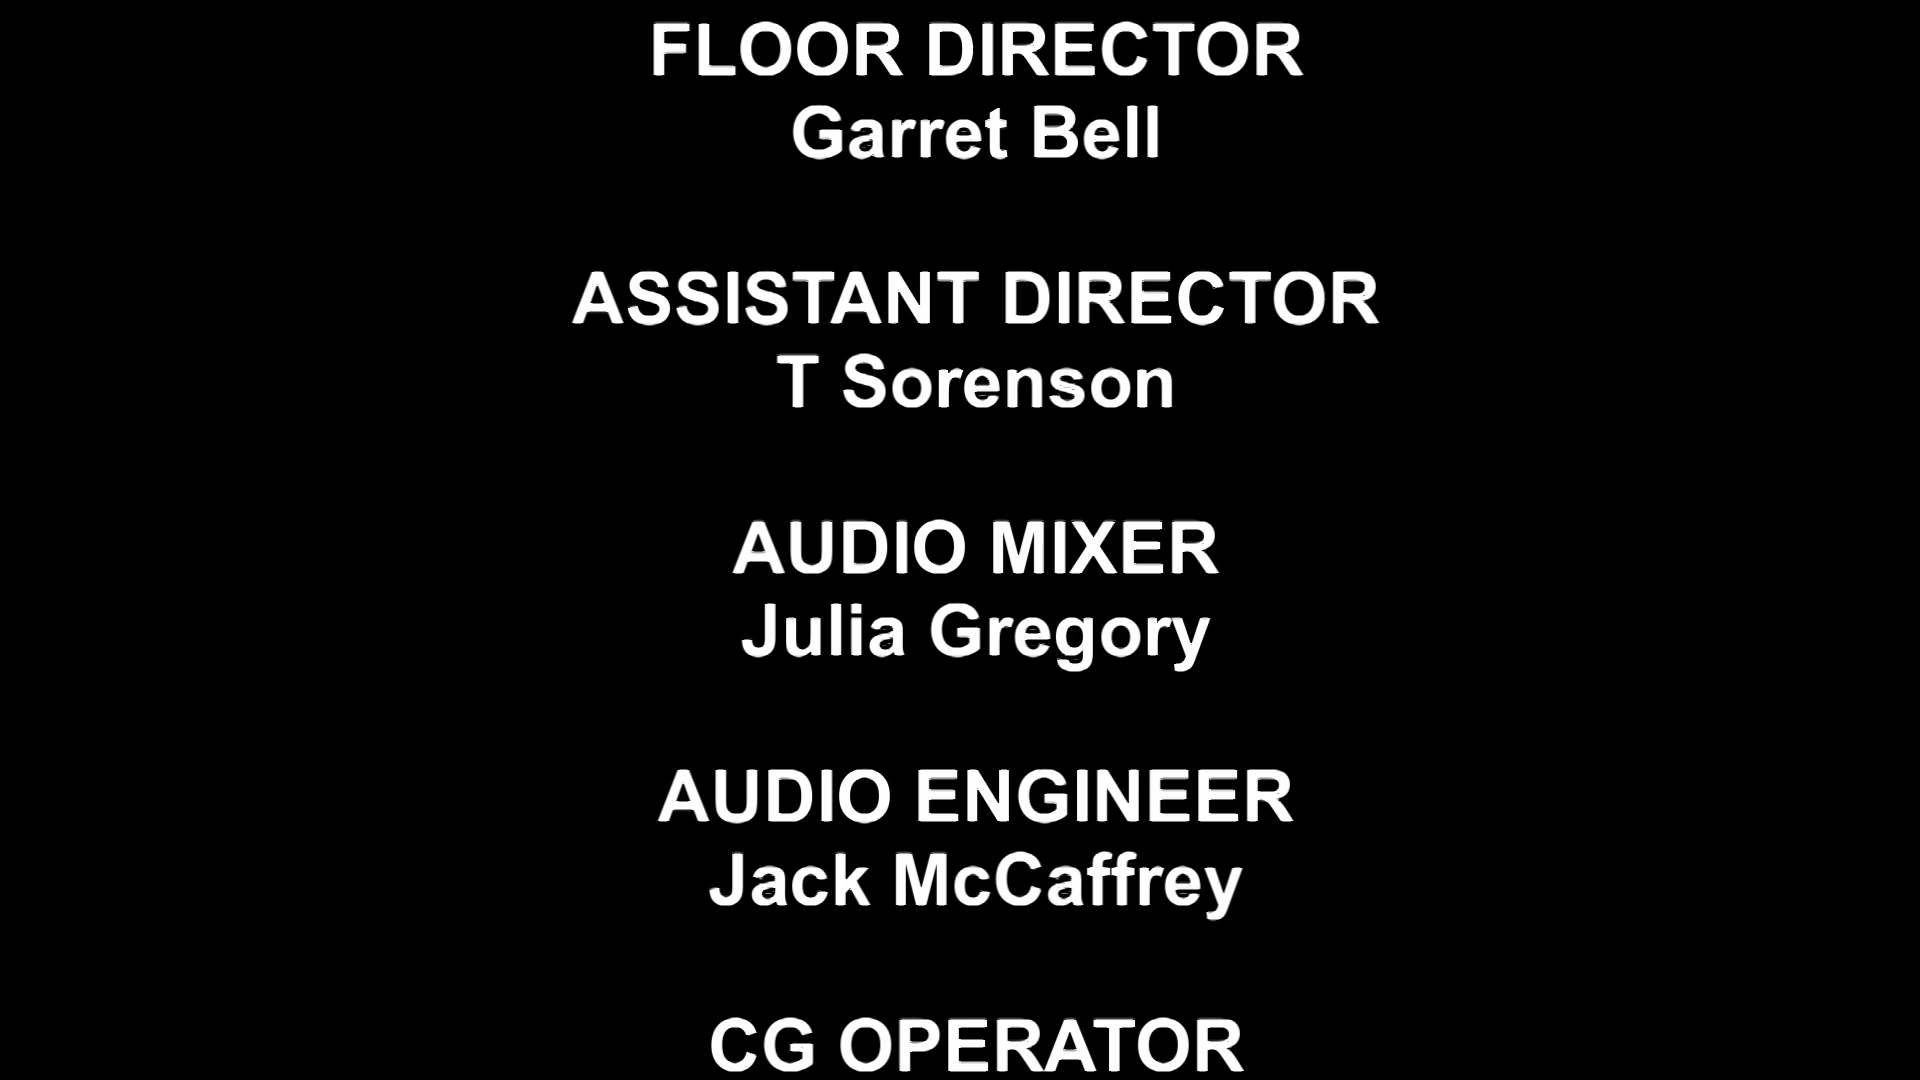 FLOOR DIRECTOR
Garret Bell
ASSISTANT DIRECTOR
T Sorenson
AUDIO MIXER
Julia Gregory
AUDIO ENGINEER
Jack McCaffrey
CG OPERATOR